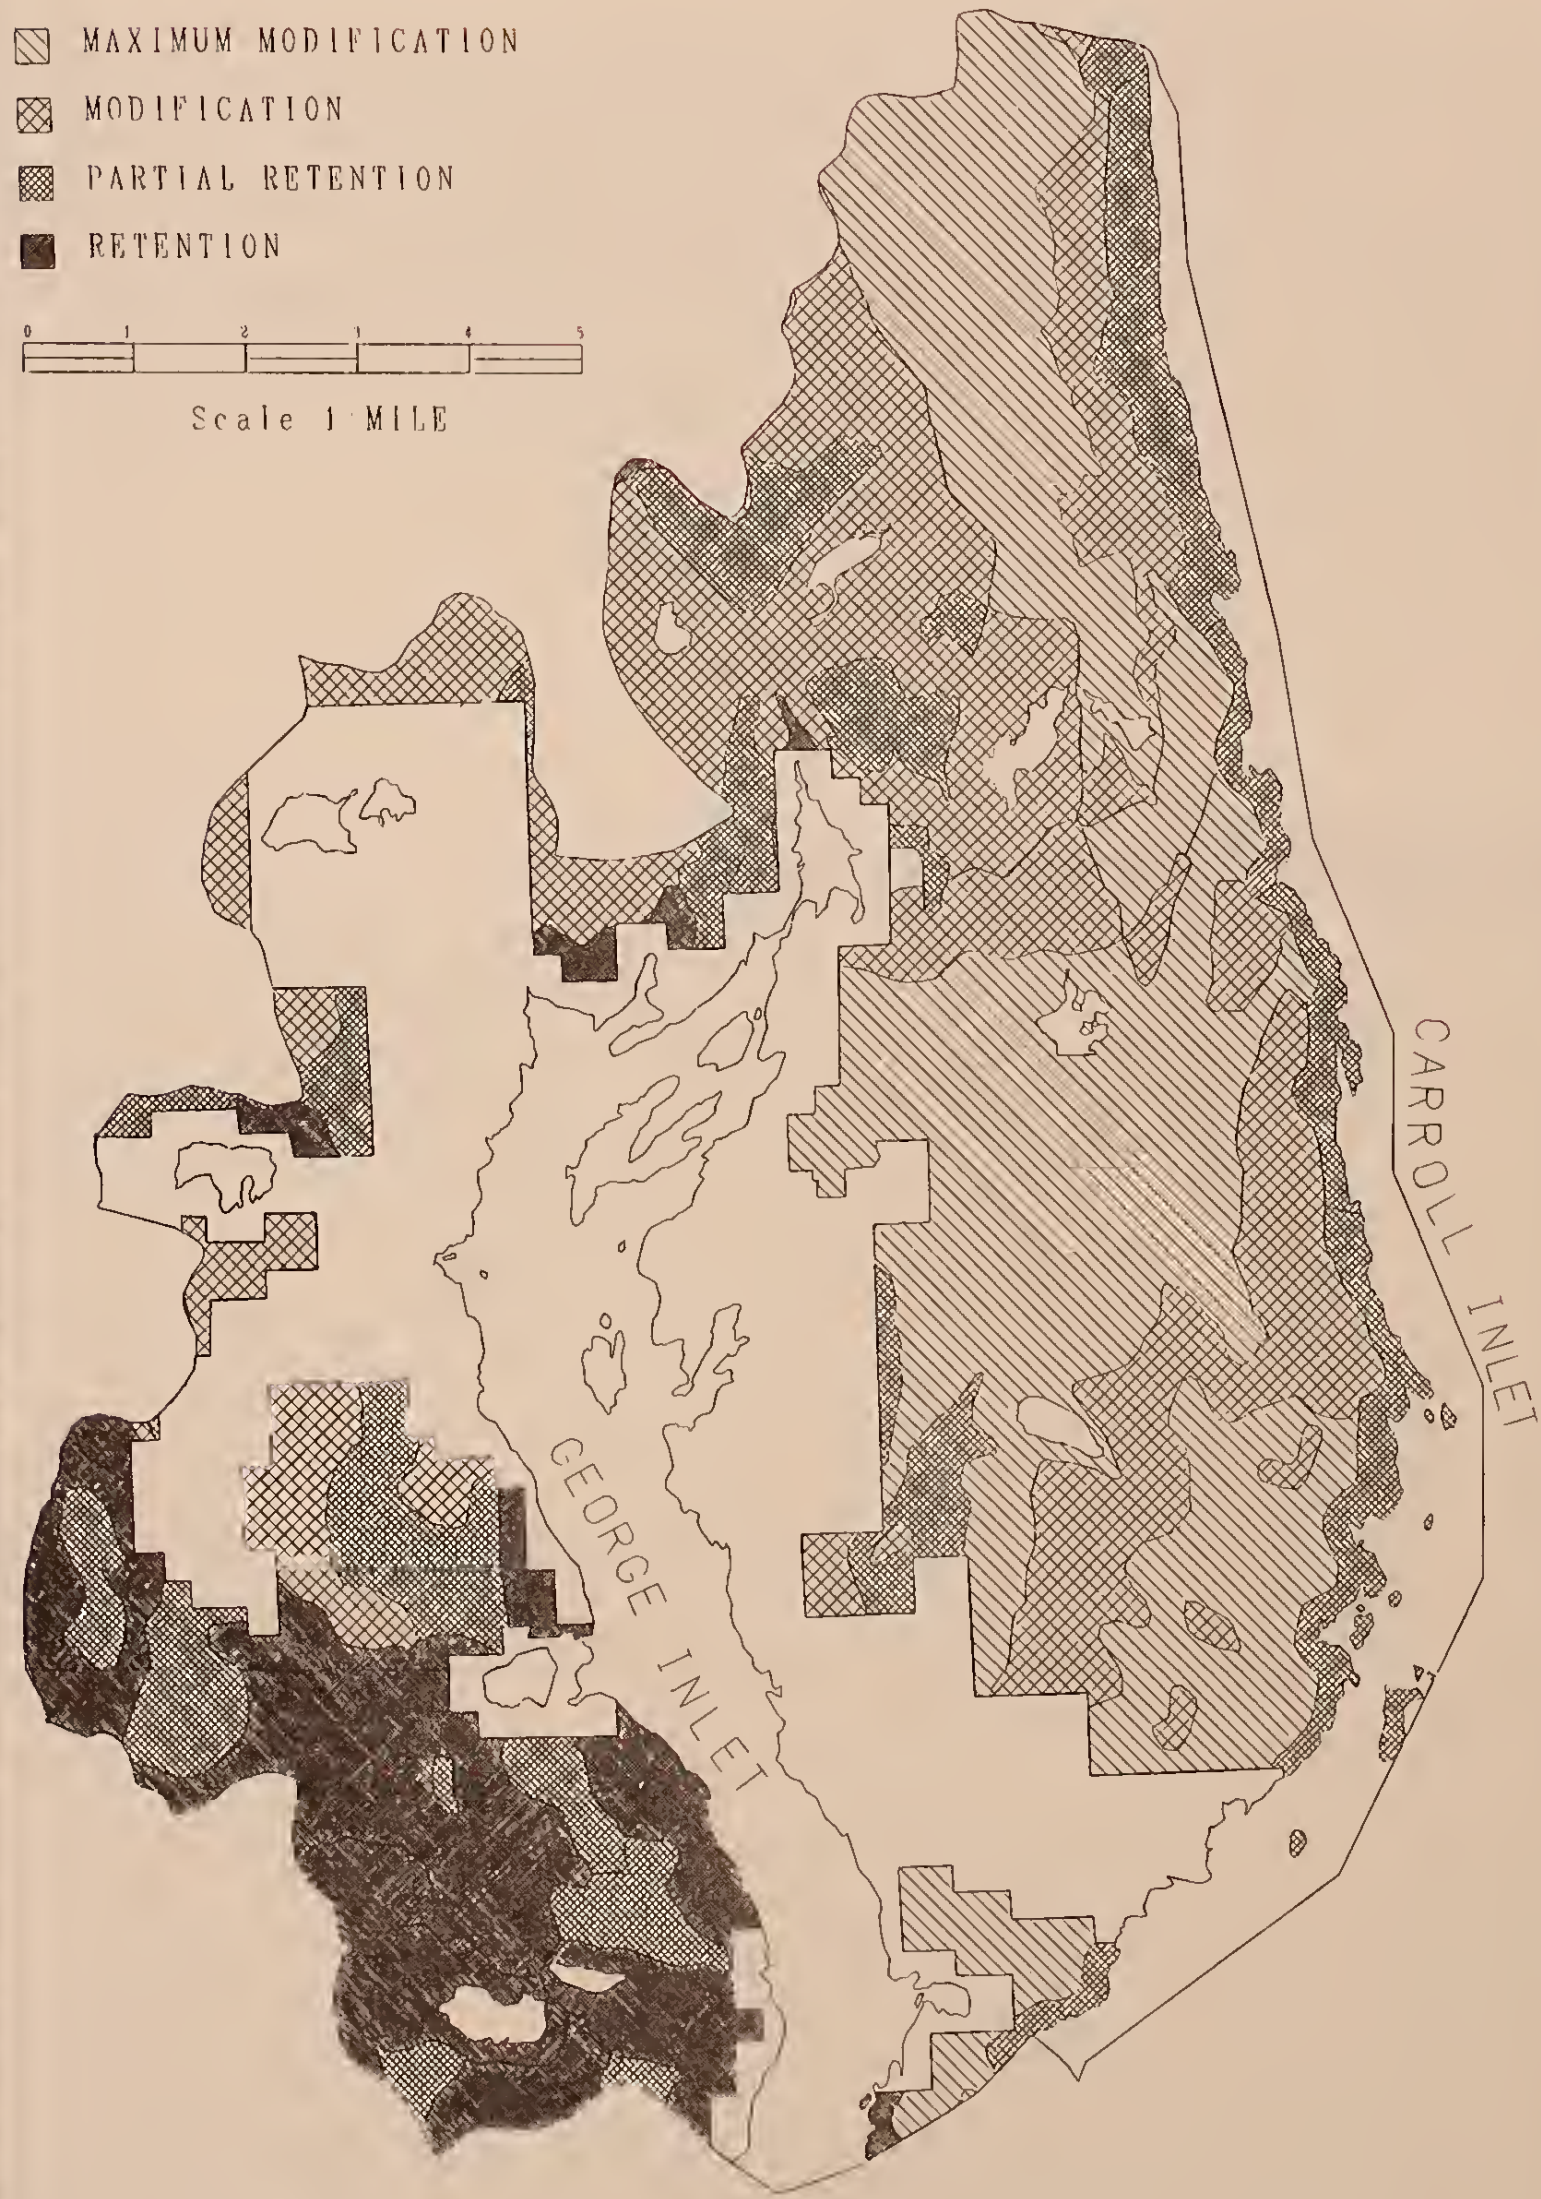 MAXIMUM MODIFICATION
MODIFICATION
PARTIAL RETENTION
RETENTION
0 1 2 3 4 5
Scale 1 MILE
CARROLL INLET
GEORGE INLET